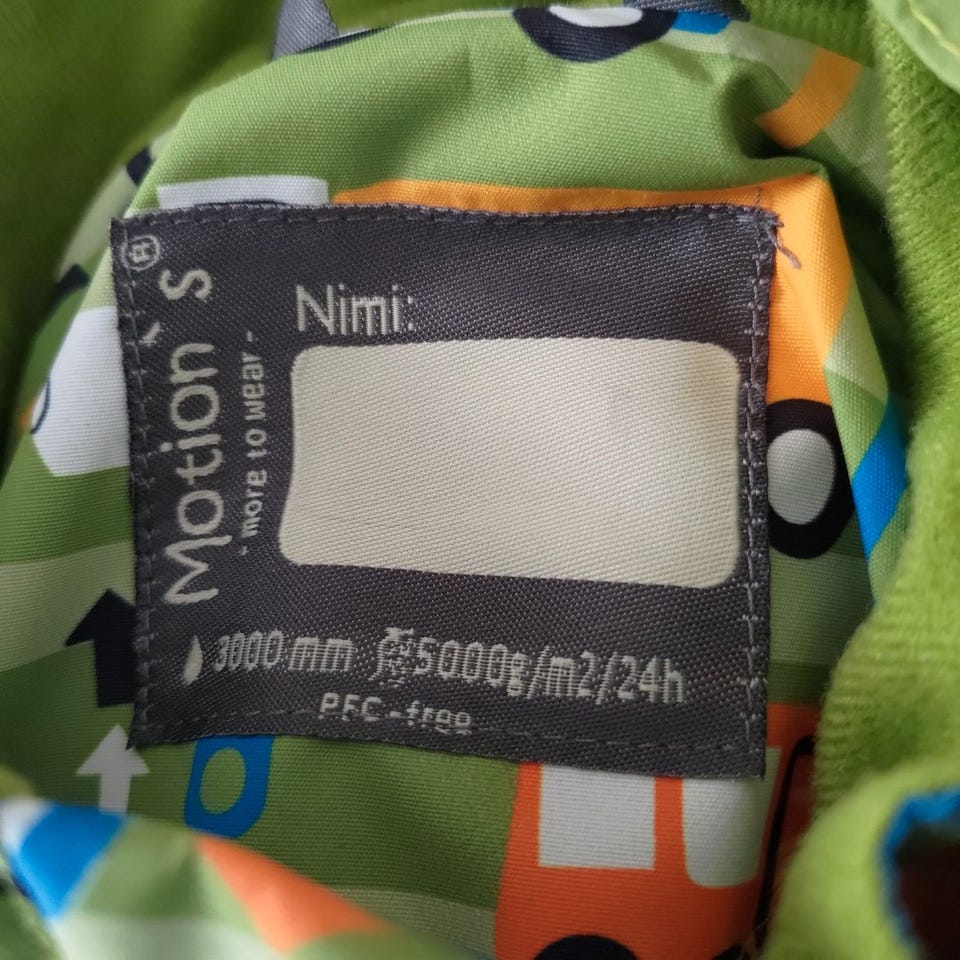 Motion's®
- more to wear -
Nimi:
3000 mm 5000g/m2/24h
PFC-free